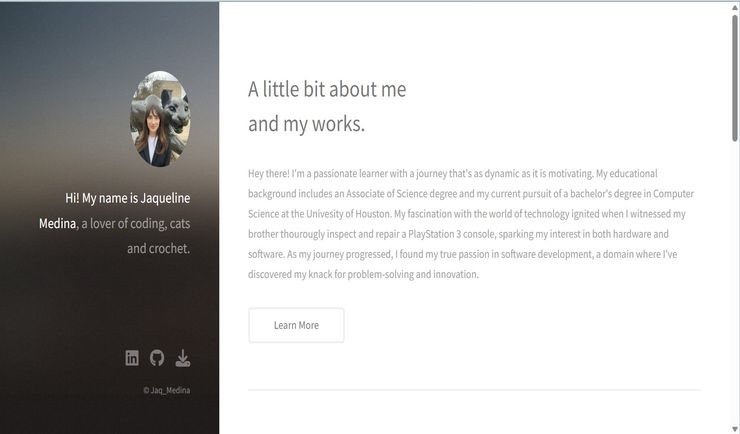 Hi! My name is Jaqueline
Medina, a lover of coding, cats
and crochet.
© Jaq_Medina
A little bit about me
and my works.
Hey there! I'm a passionate learner with a journey that's as dynamic as it is motivating. My educational
background includes an Associate of Science degree and my current pursuit of a bachelor's degree in Computer
Science at the Univesity of Houston. My fascination with the world of technology ignited when I witnessed my
brother thourougly inspect and repair a PlayStation 3 console, sparking my interest in both hardware and
software. As my journey progressed, I found my true passion in software development, a domain where I've
discovered my knack for problem-solving and innovation.
Learn More